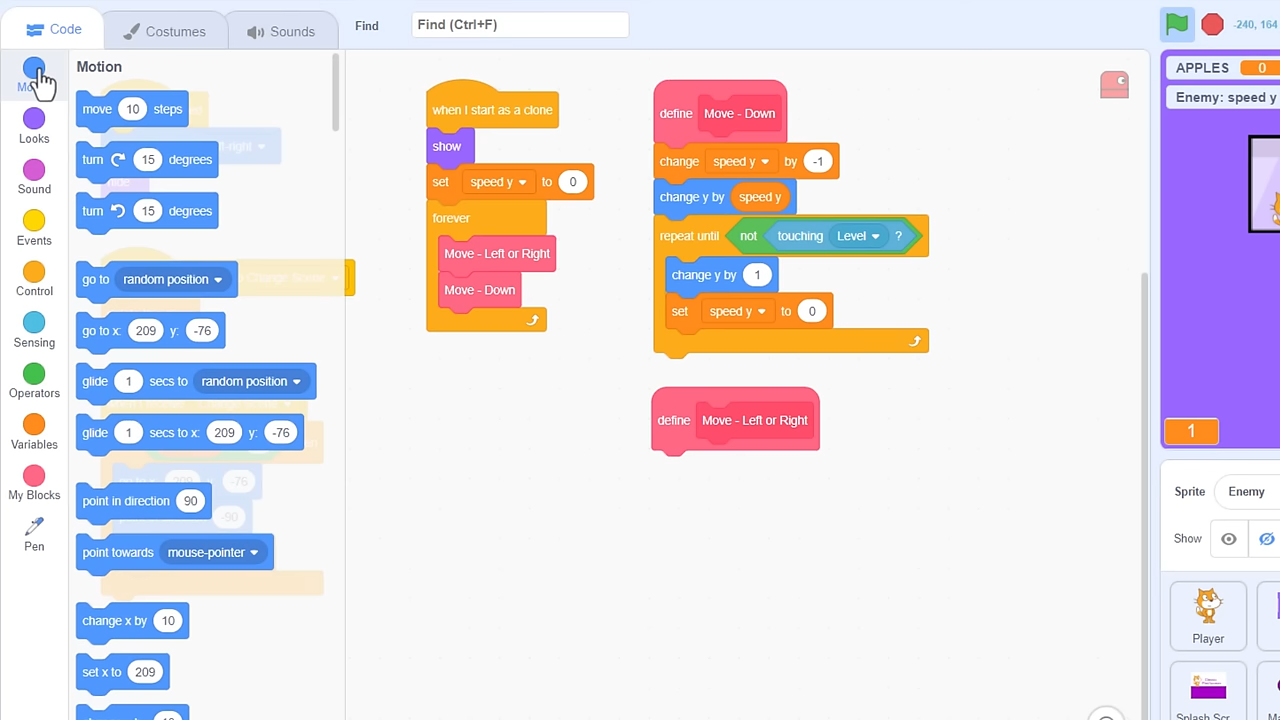 Code
Costumes
Sounds
Find
Find (Ctrl+F)
-240, 164
Motion
Looks
Sound
Events
Control
Sensing
Operators
Variables
My Blocks
Pen
Motion
move 10 steps
turn 15 degrees
turn 15 degrees
go to random position
go to x: 209 y: -76
glide 1 secs to random position
glide 1 secs to x: 209 y: -76
point in direction 90
point towards mouse-pointer
change x by 10
set x to 209
when I start as a clone
show
set speed y to 0
forever
Move - Left or Right
Move - Down
define Move - Down
change speed y by -1
change y by speed y
repeat until not touching Level ?
change y by 1
set speed y to 0
define Move - Left or Right
APPLES 0
Enemy: speed y
1
Sprite Enemy
Show
Player
Splash Scr